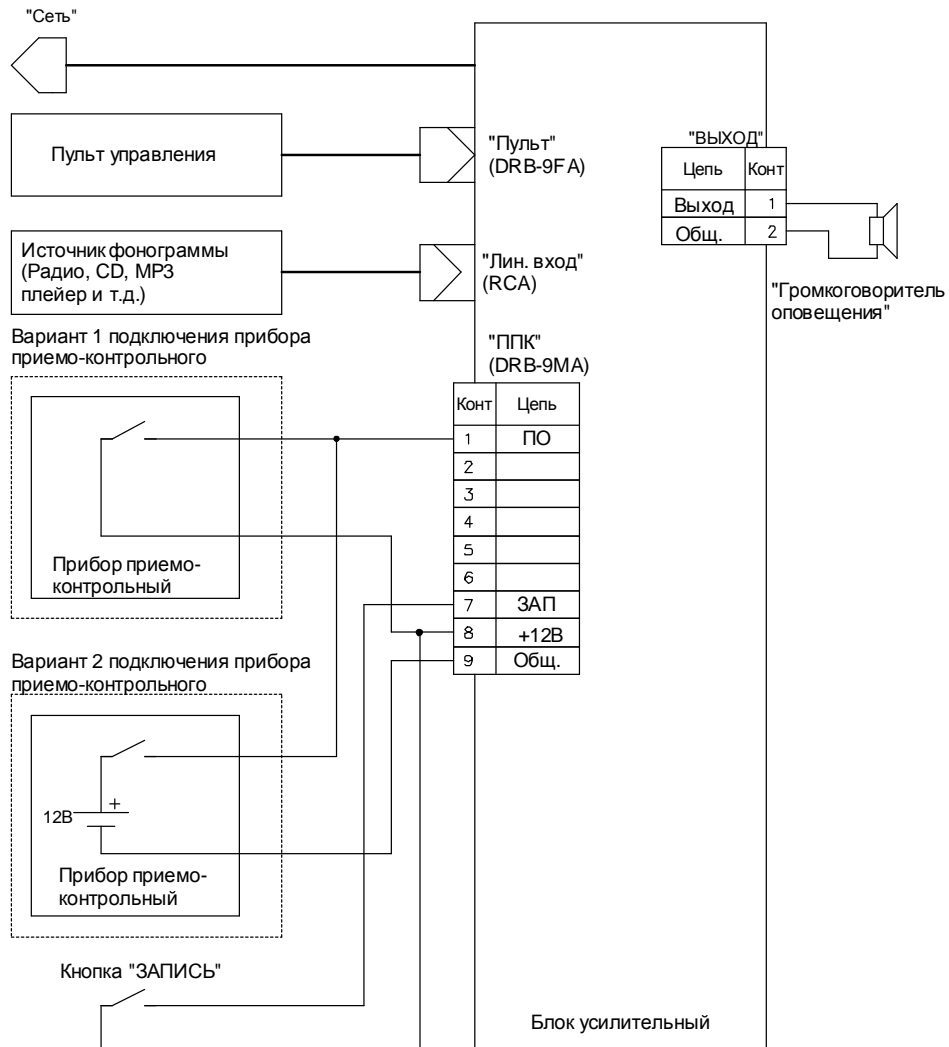 "Сеть"
Пульт управления
"Пульт"
(DRB-9FA)
"ВЫХОД"
Цепь Конт
Выход 1
Общ. 2
Источник фонограммы
(Радио, CD, MP3
плейер и т.д.)
"Лин. вход"
(RCA)
"Громкоговоритель
оповещения"
Вариант 1 подключения прибора
приемо-контрольного
"ППК"
(DRB-9MA)
Конт Цепь
1 ПО
2
3
4
5
6
7 ЗАП
8 +12В
9 Общ.
Прибор приемо-
контрольный
Вариант 2 подключения прибора
приемо-контрольного
+
12В
Прибор приемо-
контрольный
Кнопка "ЗАПИСЬ"
Блок усилительный